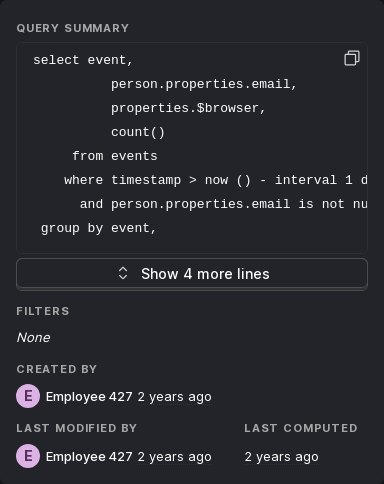 QUERY SUMMARY
select event,
person.properties.email,
properties.$browser,
count()
from events
where timestamp > now () - interval 1 d
and person.properties.email is not nu
group by event,
Show 4 more lines
FILTERS
None
CREATED BY
E Employee 427 2 years ago
LAST MODIFIED BY LAST COMPUTED
E Employee 427 2 years ago 2 years ago